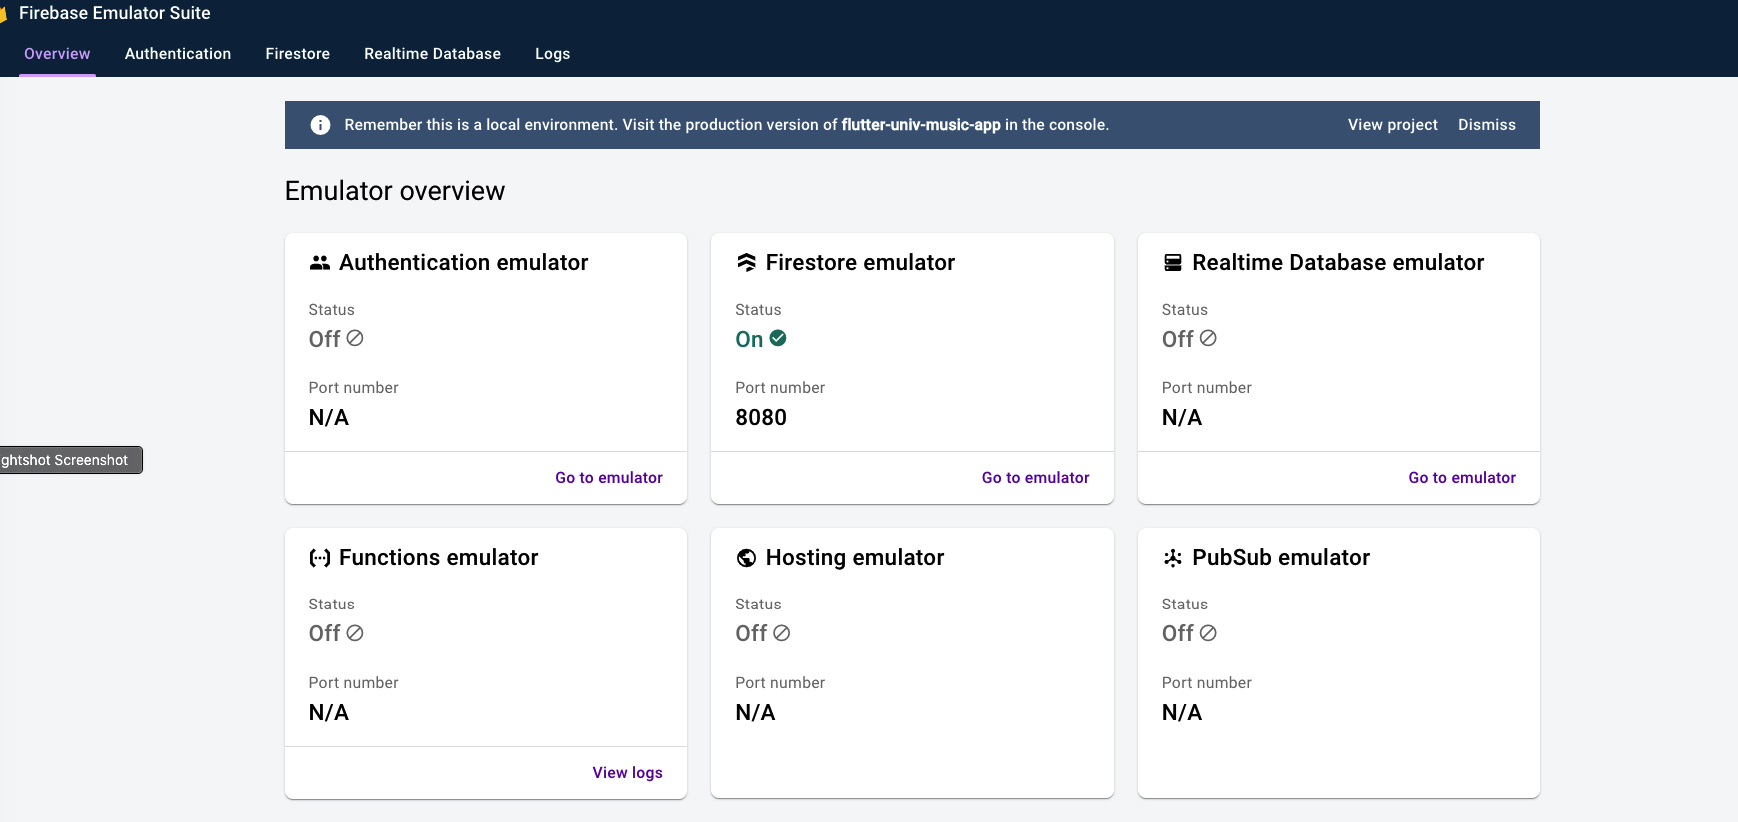 Firebase Emulator Suite
Overview Authentication Firestore Realtime Database Logs
Remember this is a local environment. Visit the production version of flutter-univ-music-app in the console. View project Dismiss
Emulator overview
Authentication emulator
Status
Off
Port number
N/A
Go to emulator
Firestore emulator
Status
On
Port number
8080
Go to emulator
Realtime Database emulator
Status
Off
Port number
N/A
Go to emulator
ghtshot Screenshot
Functions emulator
Status
Off
Port number
N/A
View logs
Hosting emulator
Status
Off
Port number
N/A
PubSub emulator
Status
Off
Port number
N/A